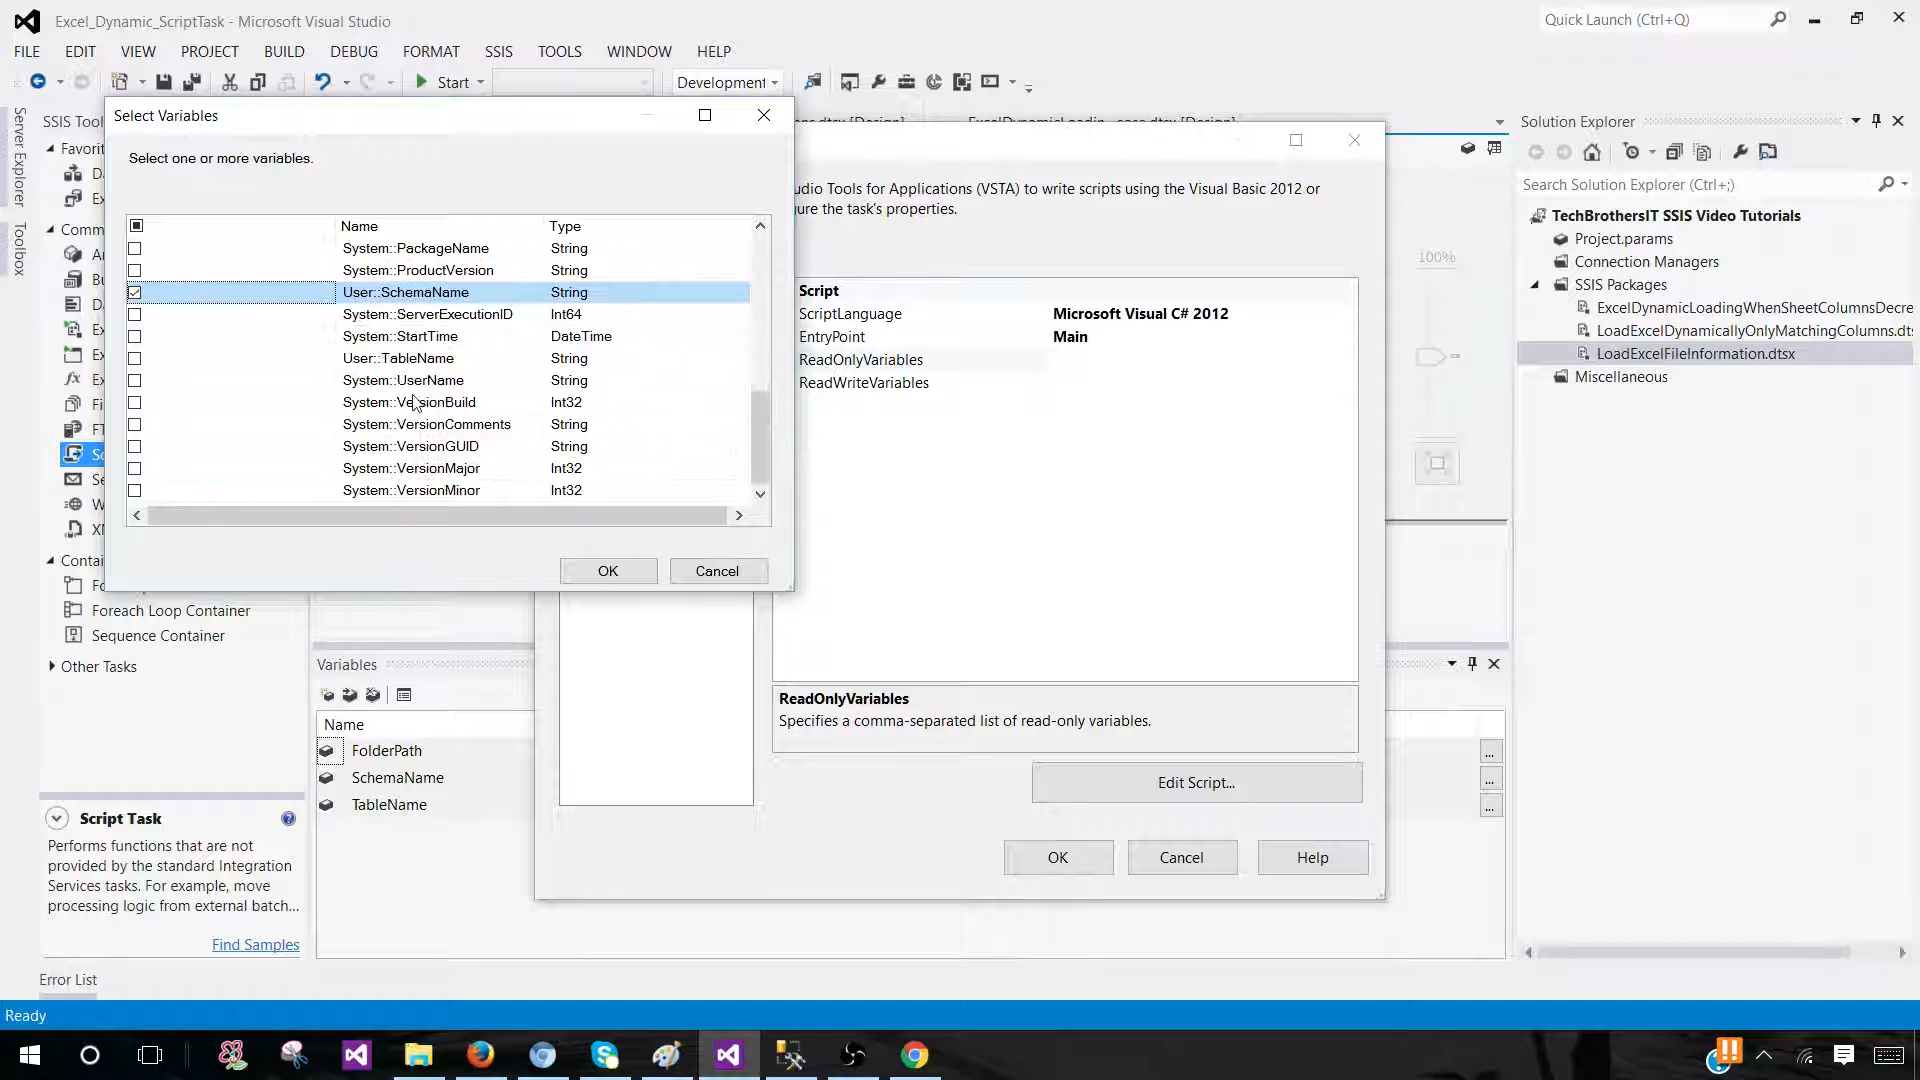 Excel_Dynamic_ScriptTask - Microsoft Visual Studio
Quick Launch (Ctrl+Q)
FILE EDIT VIEW PROJECT BUILD DEBUG FORMAT SSIS TOOLS WINDOW HELP
Start
Development
Server Explorer
Toolbox
SSIS Tool
Select Variables
Select one or more variables.
Name Type
System::PackageName String
System::ProductVersion String
User::SchemaName String
System::ServerExecutionID Int64
System::StartTime DateTime
User::TableName String
System::UserName String
System::VersionBuild Int32
System::VersionComments String
System::VersionGUID String
System::VersionMajor Int32
System::VersionMinor Int32
OK Cancel
Favorit
Comm
Contai
Foreach Loop Container
Sequence Container
Other Tasks
Script Task
Performs functions that are not
provided by the standard Integration
Services tasks. For example, move
processing logic from external batch...
Find Samples
udio Tools for Applications (VSTA) to write scripts using the Visual Basic 2012 or
ure the task's properties.
Script
ScriptLanguage Microsoft Visual C# 2012
EntryPoint Main
ReadOnlyVariables
ReadWriteVariables
ReadOnlyVariables
Specifies a comma-separated list of read-only variables.
Edit Script...
OK Cancel Help
100%
Variables
Name
FolderPath
SchemaName
TableName
Solution Explorer
Search Solution Explorer (Ctrl+;)
TechBrothersIT SSIS Video Tutorials
Project.params
Connection Managers
SSIS Packages
ExcelDynamicLoadingWhenSheetColumnsDecre
LoadExcelDynamicallyOnlyMatchingColumns.dts
LoadExcelFileInformation.dtsx
Miscellaneous
Error List
Ready